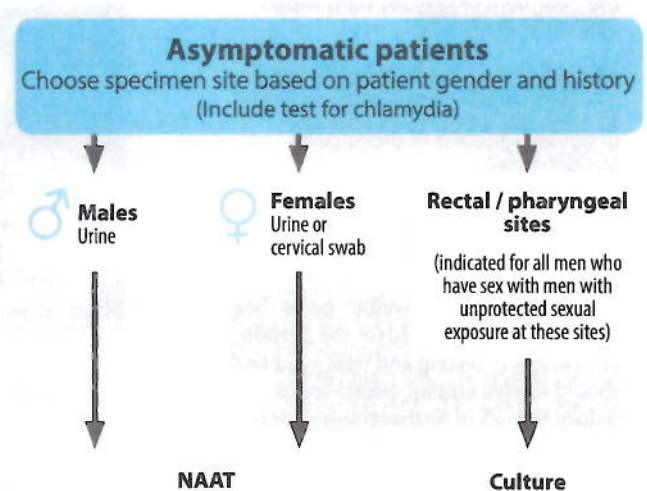 Asymptomatic patients
Choose specimen site based on patient gender and history
(Include test for chlamydia)
Males
Urine
Females
Urine or
cervical swab
Rectal / pharyngeal
sites
(indicated for all men who
have sex with men with
unprotected sexual
exposure at these sites)
NAAT
Culture